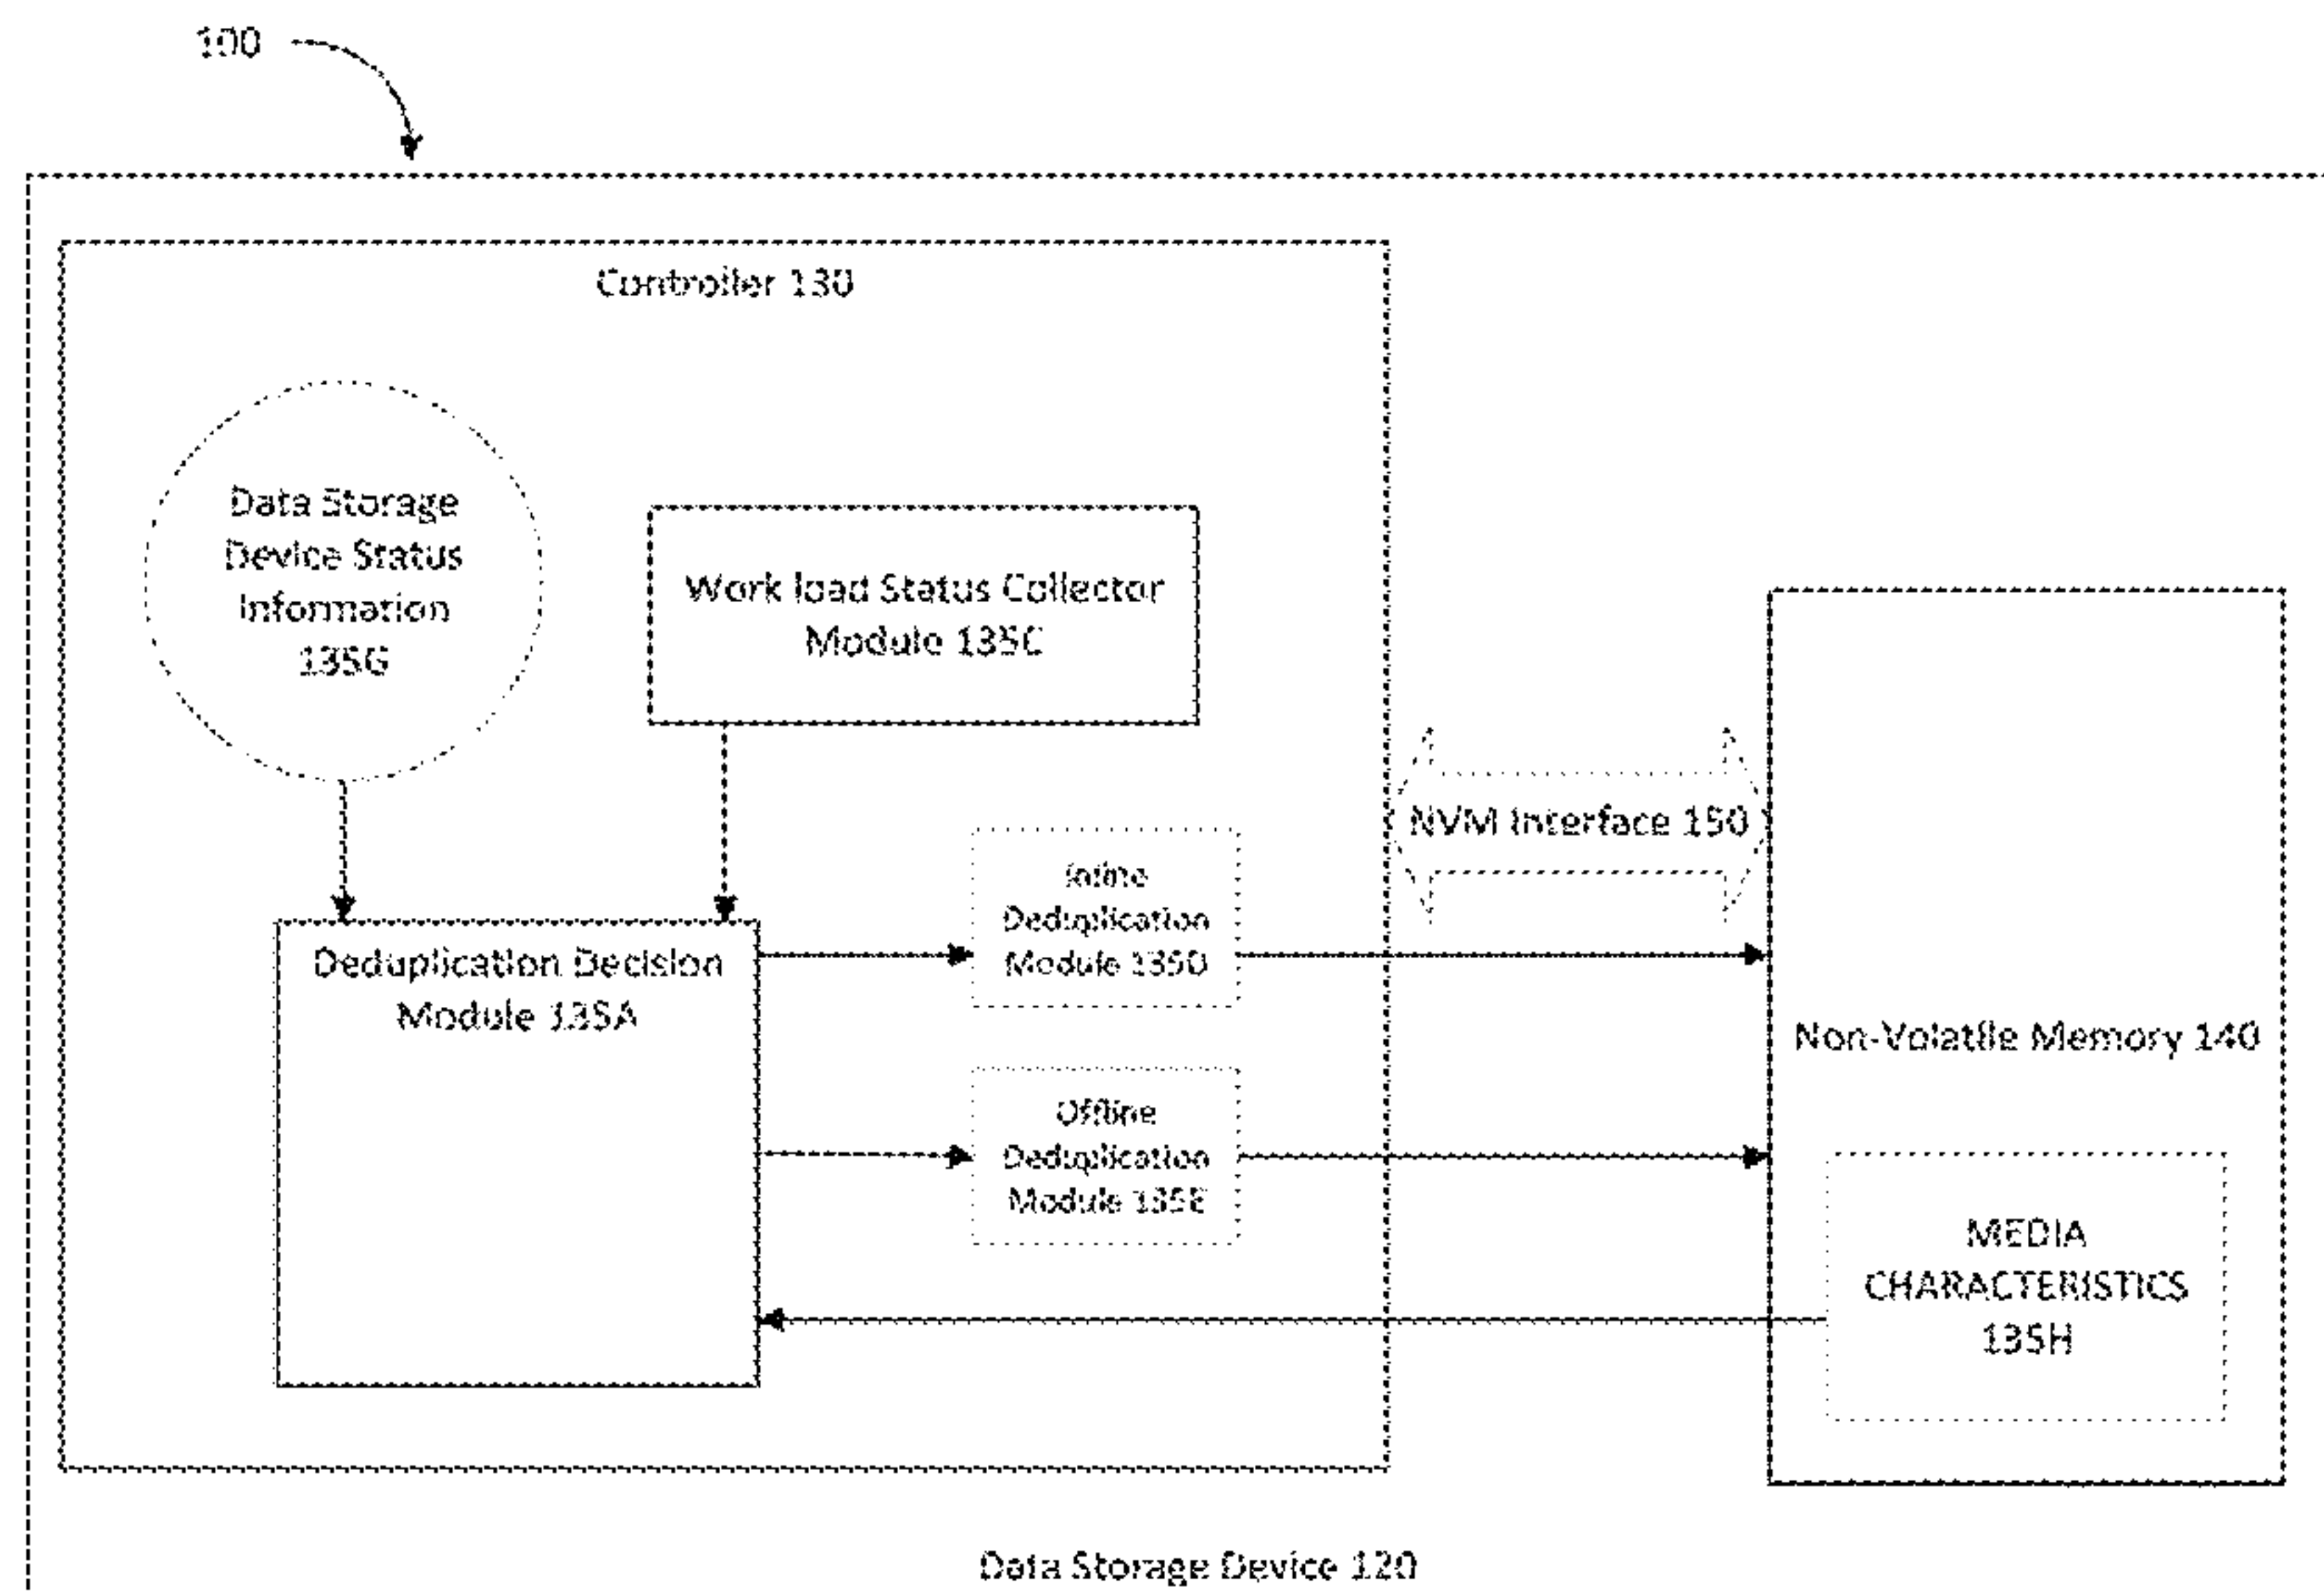 100
Controller 130
Data Storage
Device Status
Information
135G
Work load Status Collector
Module 135C
NVM Interface 150
Inline
Deduplication
Module 135D
Deduplication Decision
Module 135A
Non-Volatile Memory 140
Offline
Deduplication
Module 135E
MEDIA
CHARACTERISTICS
135H
Data Storage Device 120